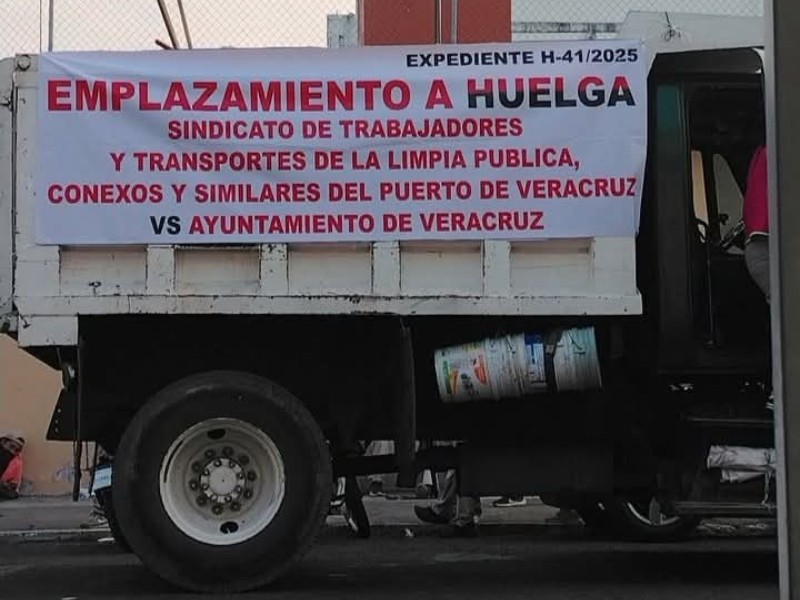 EXPEDIENTE H-41/2025
EMPLAZAMIENTO A HUELGA
SINDICATO DE TRABAJADORES
Y TRANSPORTES DE LA LIMPIA PUBLICA,
CONEXOS Y SIMILARES DEL PUERTO DE VERACRUZ
VS AYUNTAMIENTO DE VERACRUZ